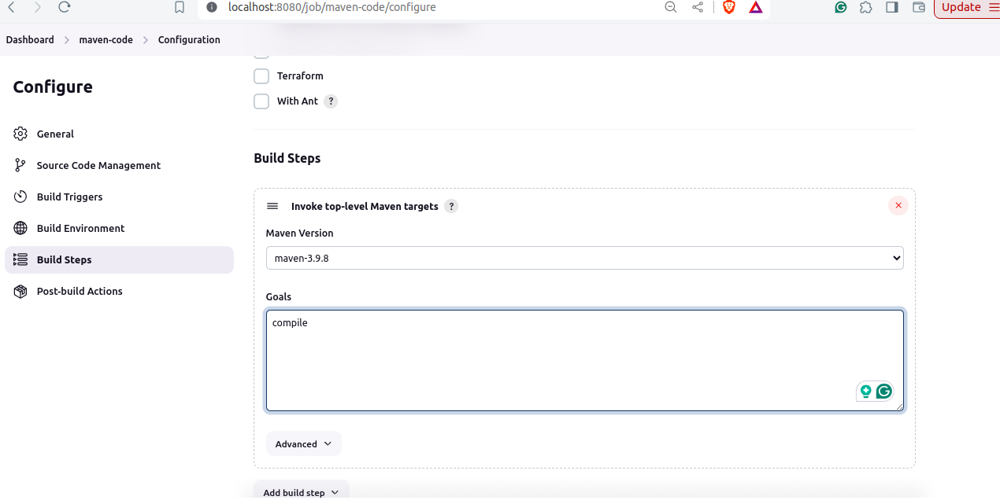 localhost:8080/job/maven-code/configure
Update
Dashboard > maven-code > Configuration
Configure
General
Source Code Management
Build Triggers
Build Environment
Build Steps
Post-build Actions
Terraform
With Ant ?
Build Steps
Invoke top-level Maven targets ?
Maven Version
maven-3.9.8
Goals
compile
Advanced
Add build step